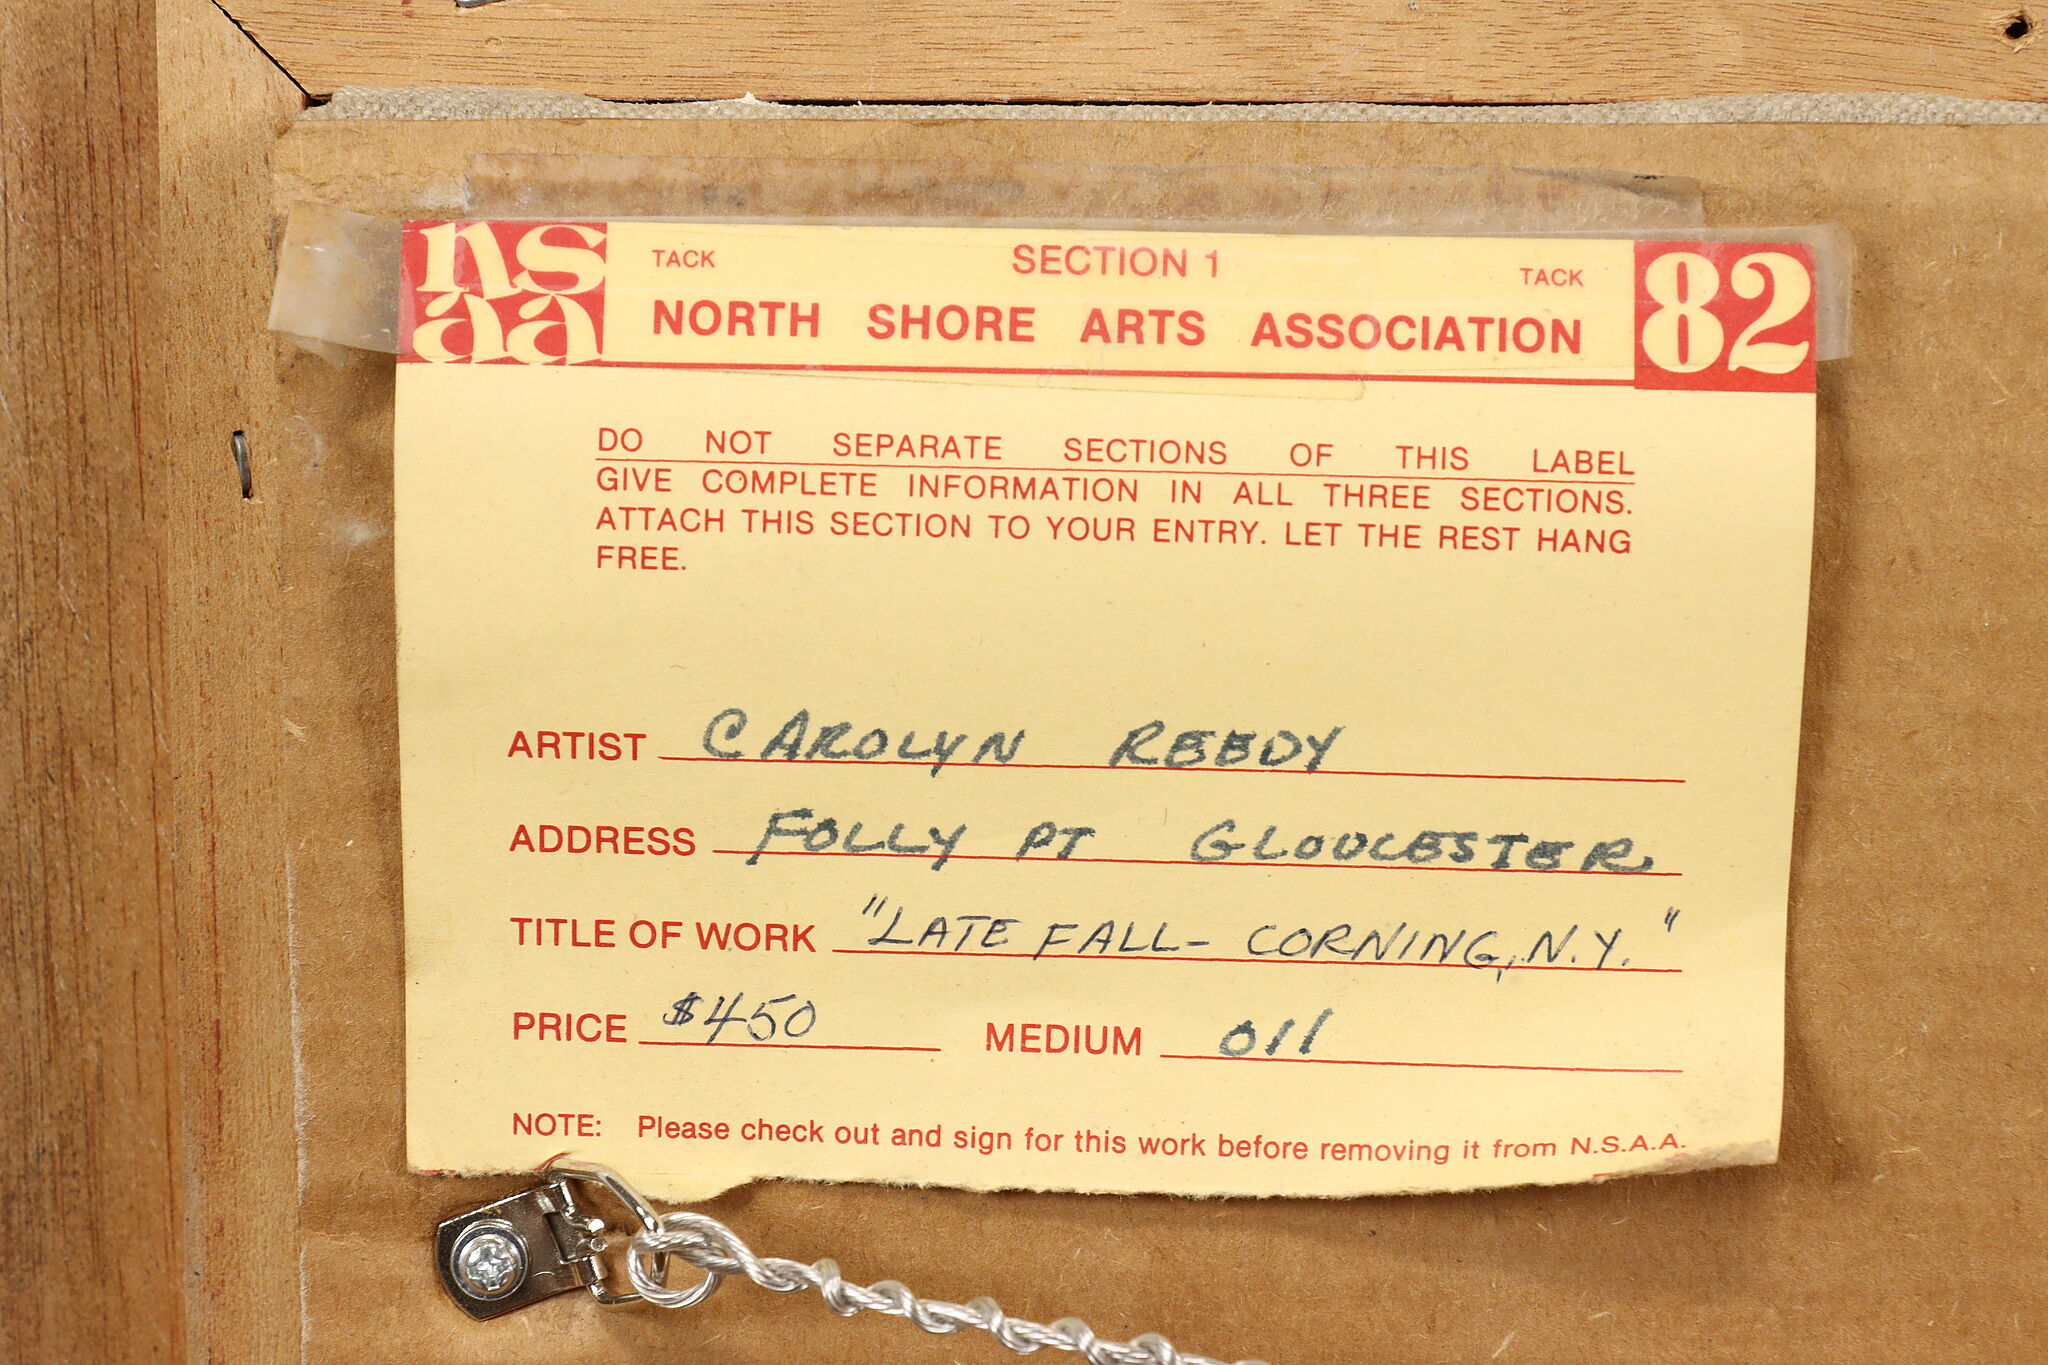 nsaa TACK SECTION 1 TACK 82
NORTH SHORE ARTS ASSOCIATION
DO NOT SEPARATE SECTIONS OF THIS LABEL
GIVE COMPLETE INFORMATION IN ALL THREE SECTIONS.
ATTACH THIS SECTION TO YOUR ENTRY. LET THE REST HANG
FREE.
ARTIST CAROLYN REEDY
ADDRESS FOLLY PT GLOUCESTER
TITLE OF WORK "LATE FALL - CORNING, N.Y."
PRICE $450 MEDIUM Oil
NOTE: Please check out and sign for this work before removing it from N.S.A.A.